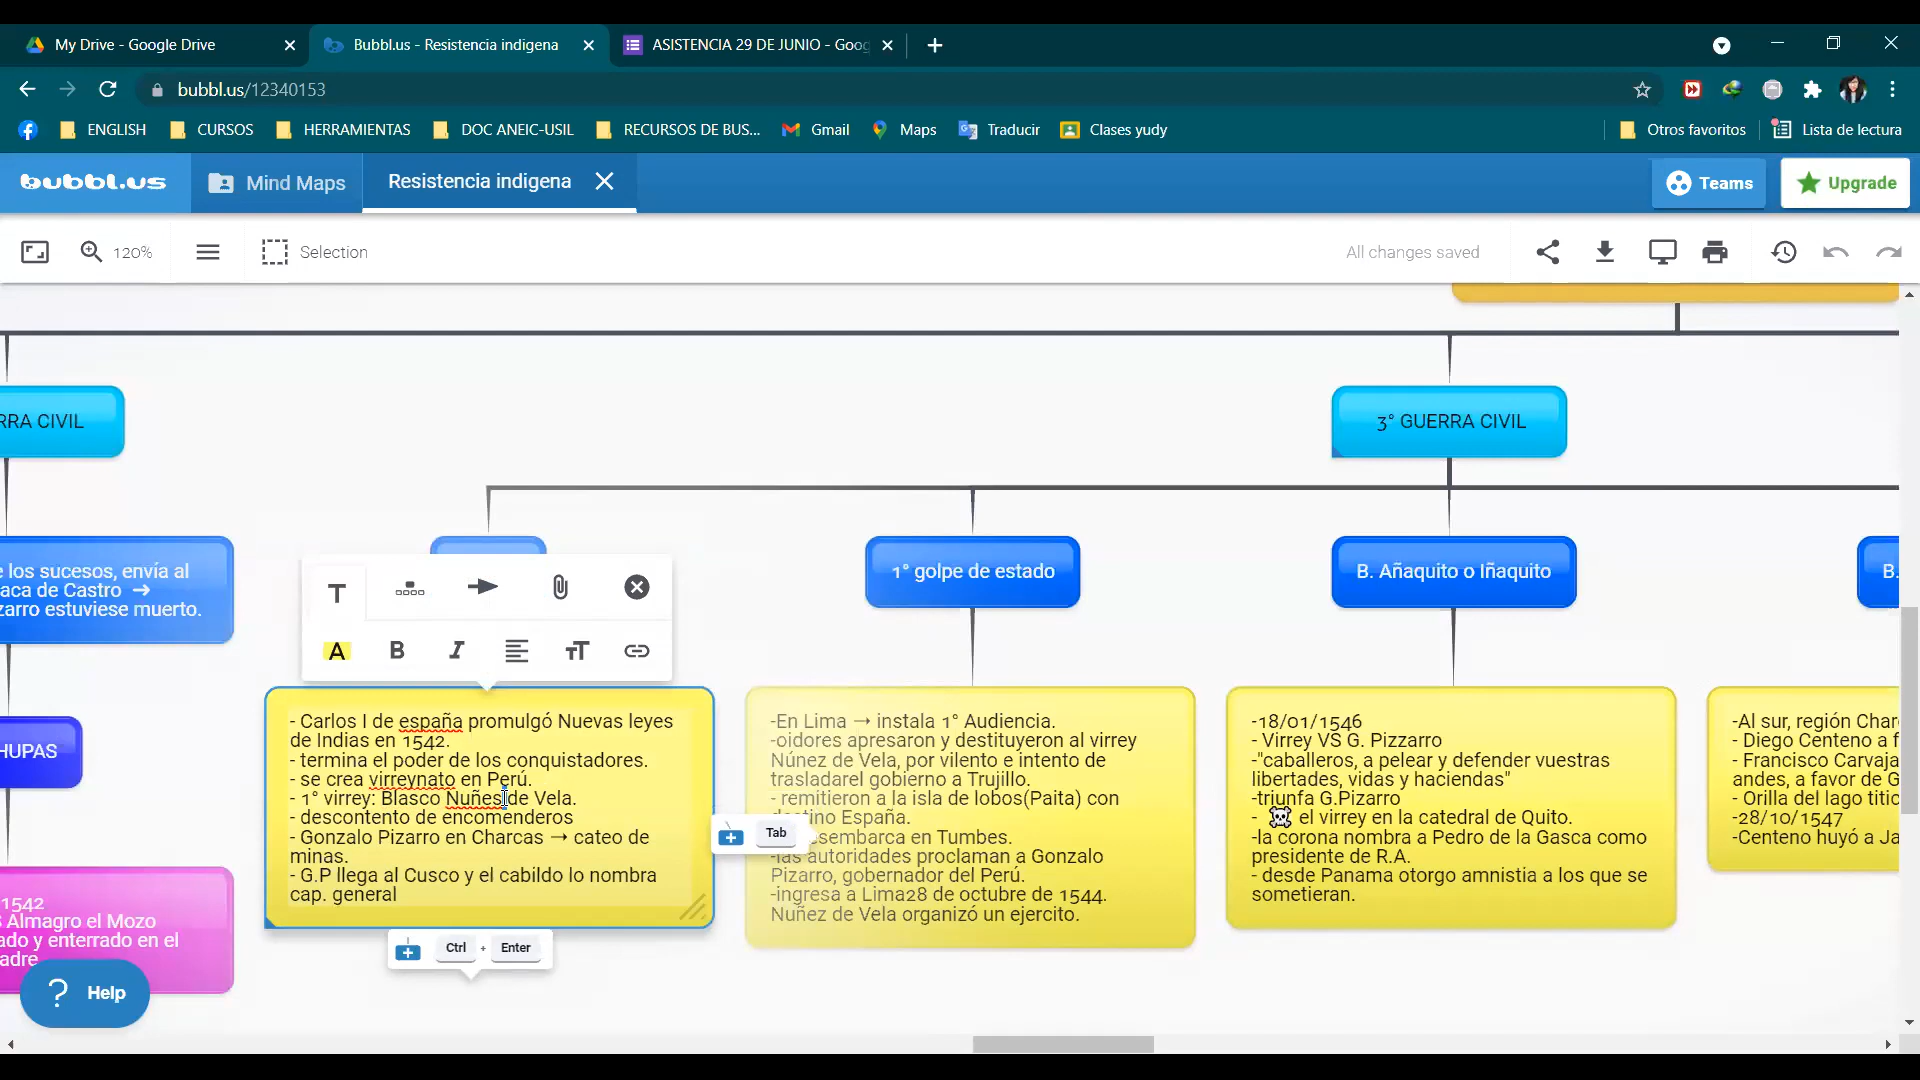 My Drive - Google Drive
Bubbl.us - Resistencia indigena
ASISTENCIA 29 DE JUNIO - Goog
bubbl.us/12340153
ENGLISH
CURSOS
HERRAMIENTAS
DOC ANEIC-USIL
RECURSOS DE BUS...
Gmail
Maps
Traducir
Clases yudy
Otros favoritos
Lista de lectura
bubbl.us
Mind Maps
Resistencia indigena
Teams
Upgrade
120%
Selection
All changes saved
RRA CIVIL
3° GUERRA CIVIL
e los sucesos, envía al
aca de Castro →
zarro estuviese muerto.
1° golpe de estado
B. Añaquito o Iñaquito
B.
T
A
B
I
TT
HUPAS
- Carlos I de españa promulgó Nuevas leyes
de Indias en 1542.
- termina el poder de los conquistadores.
- se crea virreynato en Perú.
- 1° virrey: Blasco Nuñes de Vela.
- descontento de encomenderos
- Gonzalo Pizarro en Charcas → cateo de
minas.
- G.P llega al Cusco y el cabildo lo nombra
cap. general
-En Lima → instala 1° Audiencia.
-oidores apresaron y destituyeron al virrey
Núnez de Vela, por vilento e intento de
trasladarel gobierno a Trujillo.
- remitieron a la isla de lobos(Paita) con
destino España.
sembarca en Tumbes.
-las autoridades proclaman a Gonzalo
Pizarro, gobernador del Perú.
-ingresa a Lima28 de octubre de 1544.
Nuñez de Vela organizó un ejercito.
-18/01/1546
- Virrey VS G. Pizzarro
-"caballeros, a pelear y defender vuestras
libertades, vidas y haciendas"
-triunfa G.Pizarro
- ☠ el virrey en la catedral de Quito.
-la corona nombra a Pedro de la Gasca como
presidente de R.A.
- desde Panama otorgo amnistia a los que se
sometieran.
-Al sur, región Char
- Diego Centeno a f
- Francisco Carvaja
andes, a favor de G
- Orilla del lago titic
-28/10/1547
-Centeno huyó a Ja
Tab
Ctrl + Enter
1542
S Almagro el Mozo
ado y enterrado en el
adre
? Help